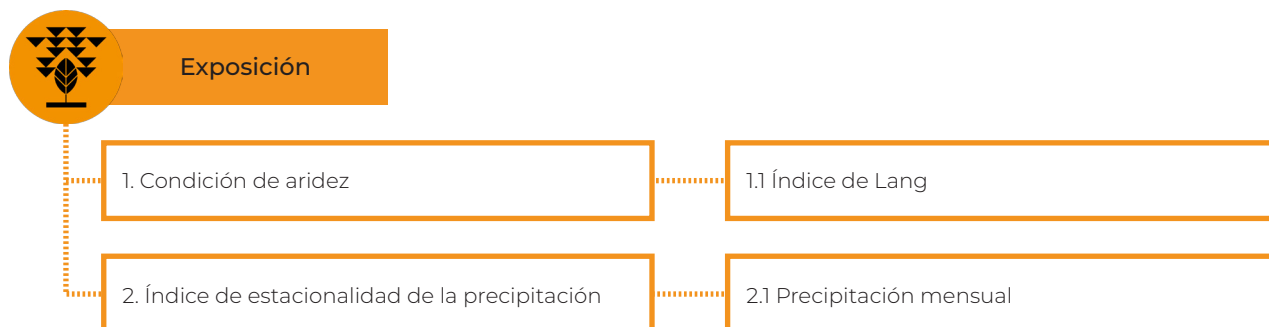 Exposición
1. Condición de aridez
1.1 Índice de Lang
2. Índice de estacionalidad de la precipitación
2.1 Precipitación mensual